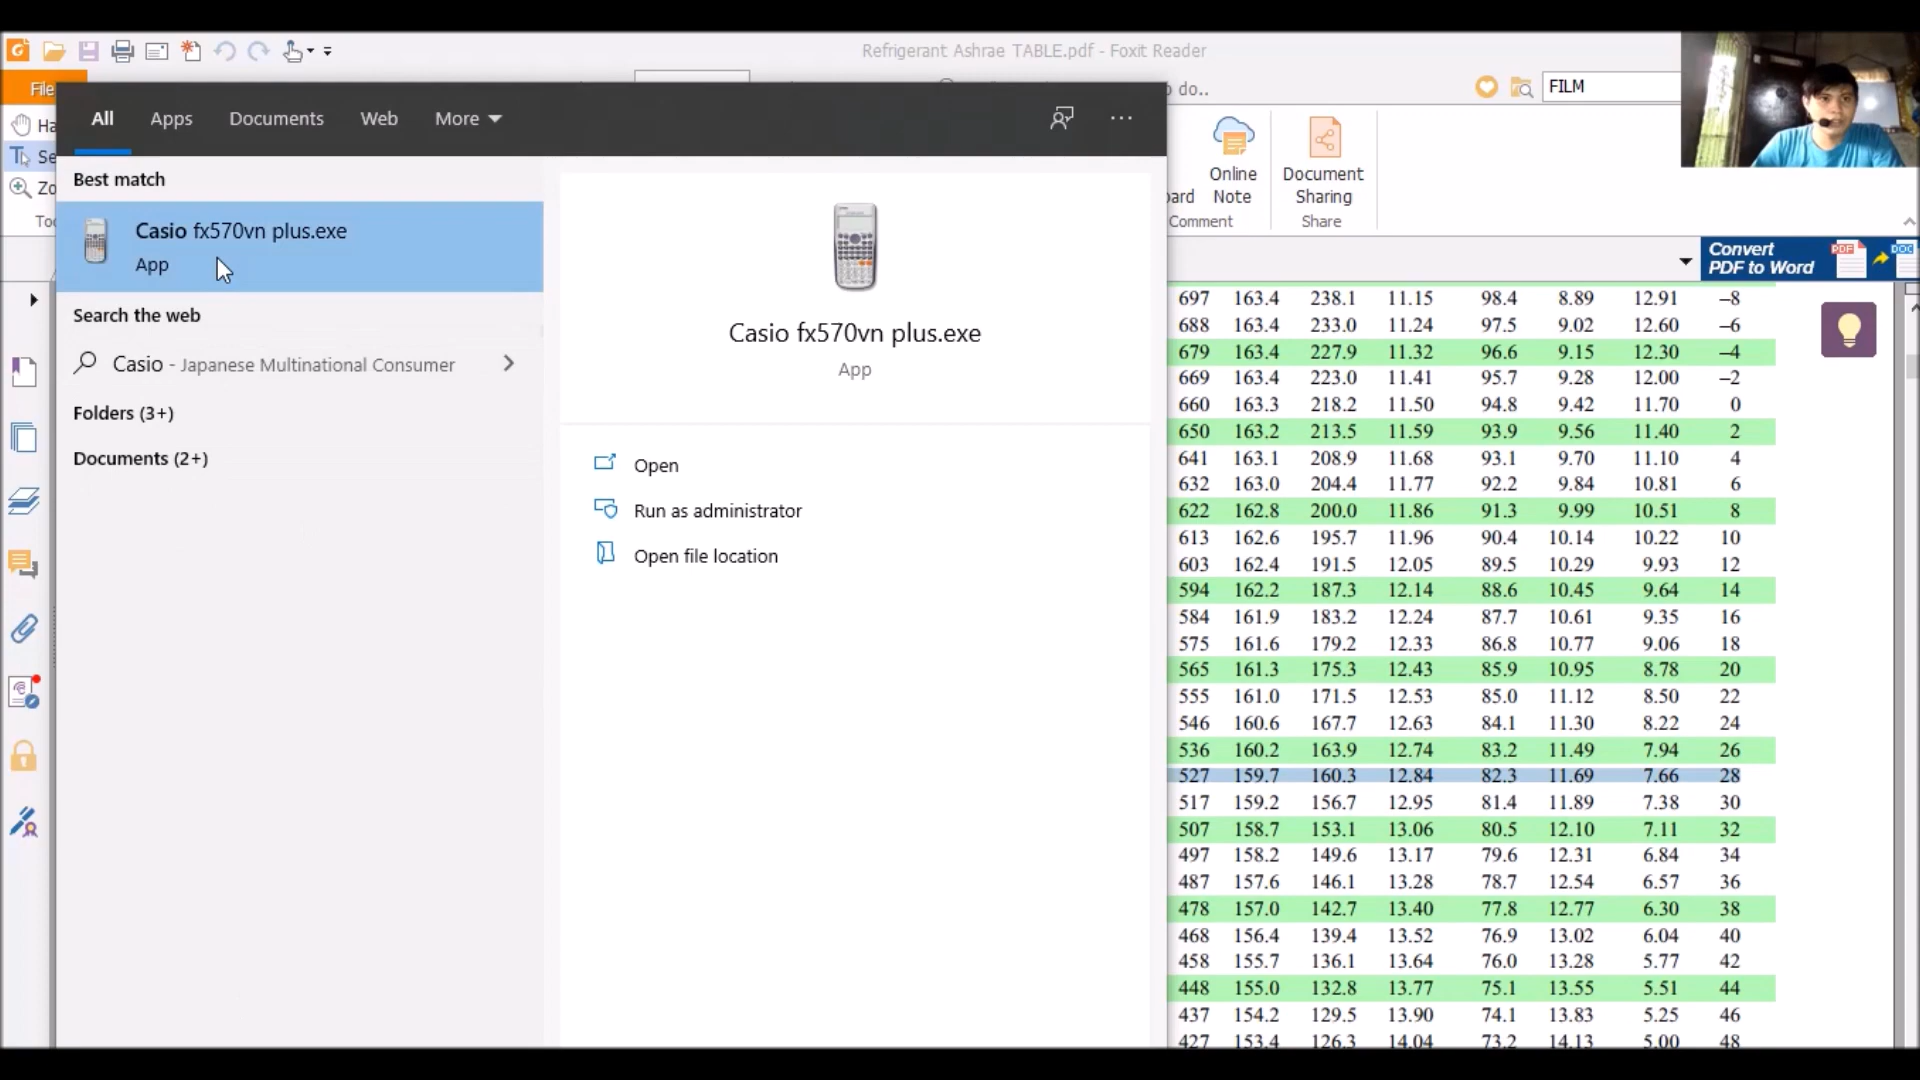 Refrigerant Ashrae TABLE.pdf - Foxit Reader
File
o do..
FILM
Ha
Se
Zo
Too
All Apps Documents Web More
Best match
Casio fx570vn plus.exe
App
Search the web
Casio - Japanese Multinational Consumer
Folders (3+)
Documents (2+)
Casio fx570vn plus.exe
App
Open
Run as administrator
Open file location
oard
Online
Note
Comment
Document
Sharing
Share
Convert
PDF to Word
PDF
DOC
697 163.4 238.1 11.15 98.4 8.89 12.91 –8
688 163.4 233.0 11.24 97.5 9.02 12.60 –6
679 163.4 227.9 11.32 96.6 9.15 12.30 –4
669 163.4 223.0 11.41 95.7 9.28 12.00 –2
660 163.3 218.2 11.50 94.8 9.42 11.70 0
650 163.2 213.5 11.59 93.9 9.56 11.40 2
641 163.1 208.9 11.68 93.1 9.70 11.10 4
632 163.0 204.4 11.77 92.2 9.84 10.81 6
622 162.8 200.0 11.86 91.3 9.99 10.51 8
613 162.6 195.7 11.96 90.4 10.14 10.22 10
603 162.4 191.5 12.05 89.5 10.29 9.93 12
594 162.2 187.3 12.14 88.6 10.45 9.64 14
584 161.9 183.2 12.24 87.7 10.61 9.35 16
575 161.6 179.2 12.33 86.8 10.77 9.06 18
565 161.3 175.3 12.43 85.9 10.95 8.78 20
555 161.0 171.5 12.53 85.0 11.12 8.50 22
546 160.6 167.7 12.63 84.1 11.30 8.22 24
536 160.2 163.9 12.74 83.2 11.49 7.94 26
527 159.7 160.3 12.84 82.3 11.69 7.66 28
517 159.2 156.7 12.95 81.4 11.89 7.38 30
507 158.7 153.1 13.06 80.5 12.10 7.11 32
497 158.2 149.6 13.17 79.6 12.31 6.84 34
487 157.6 146.1 13.28 78.7 12.54 6.57 36
478 157.0 142.7 13.40 77.8 12.77 6.30 38
468 156.4 139.4 13.52 76.9 13.02 6.04 40
458 155.7 136.1 13.64 76.0 13.28 5.77 42
448 155.0 132.8 13.77 75.1 13.55 5.51 44
437 154.2 129.5 13.90 74.1 13.83 5.25 46
427 153.4 126.3 14.04 73.2 14.13 5.00 48